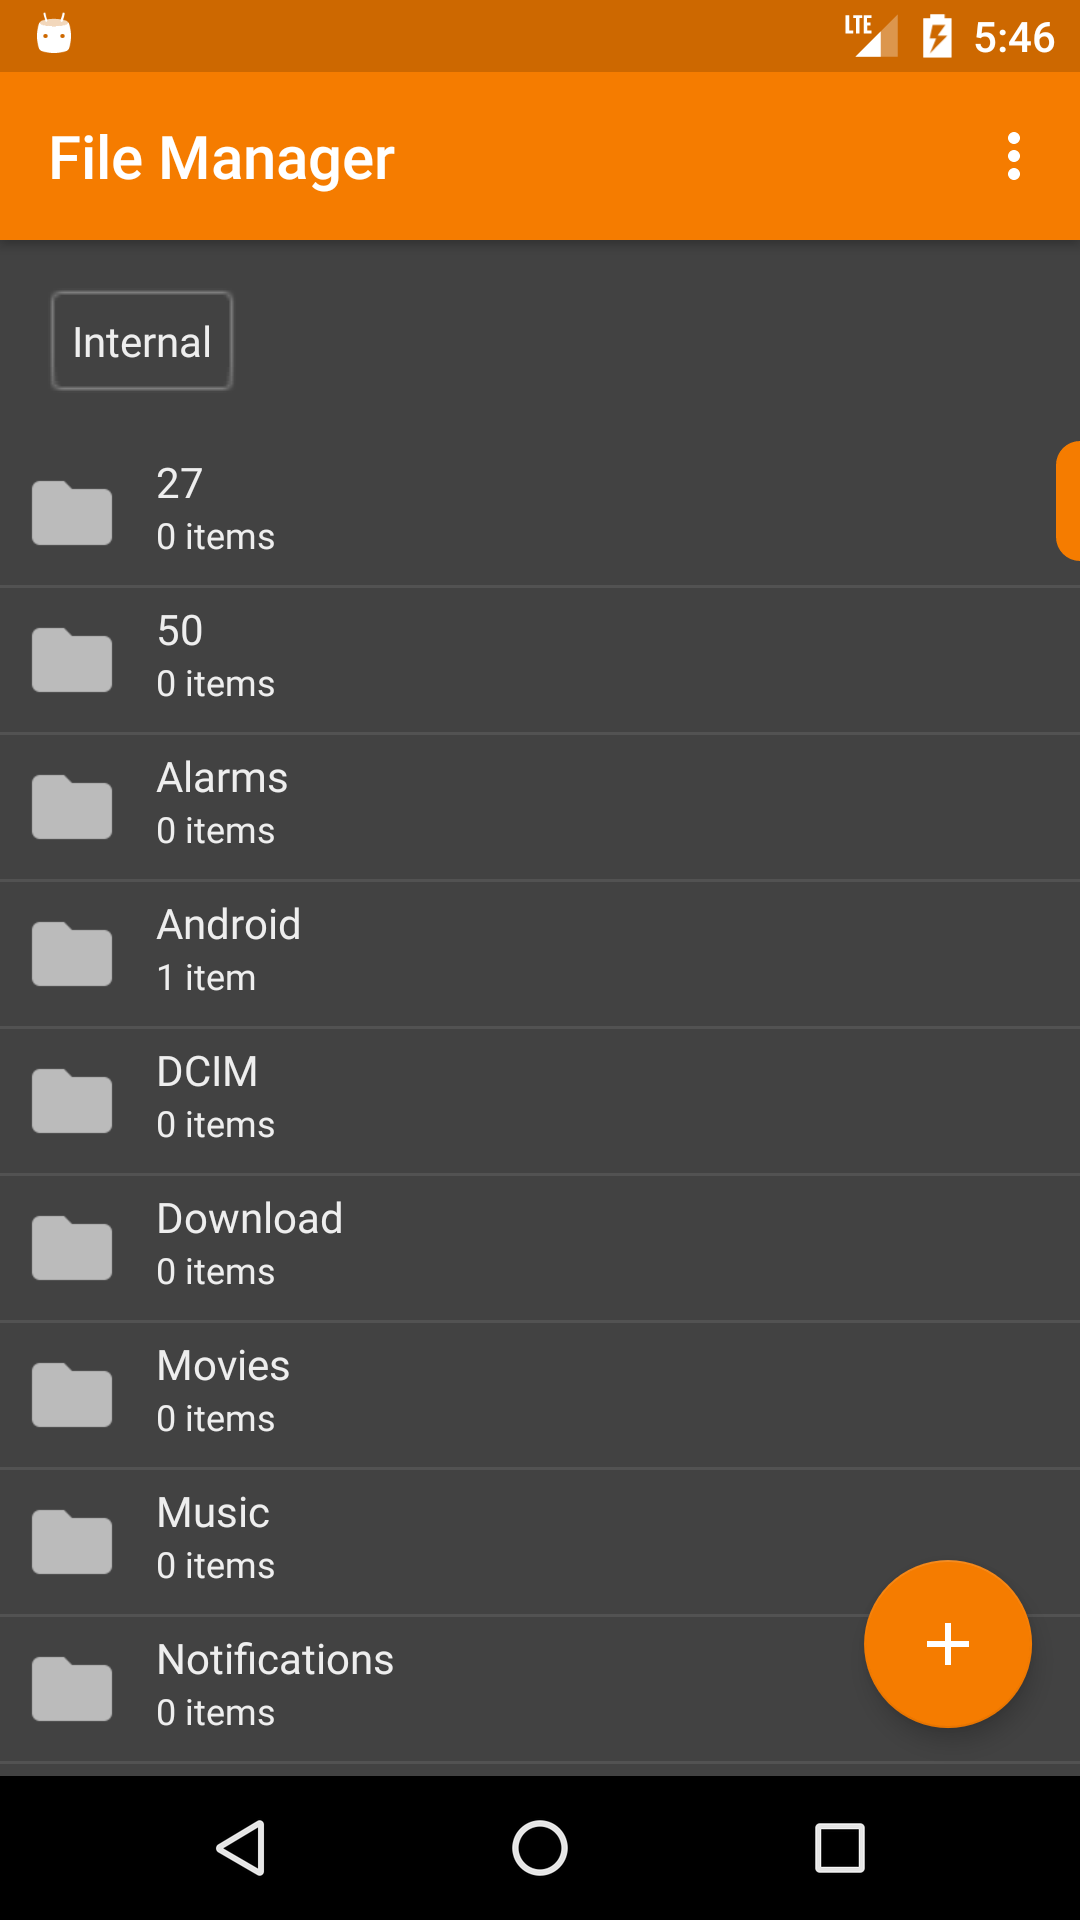 LTE 5:46
File Manager
Internal
27
0 items
50
0 items
Alarms
0 items
Android
1 item
DCIM
0 items
Download
0 items
Movies
0 items
Music
0 items
Notifications
0 items